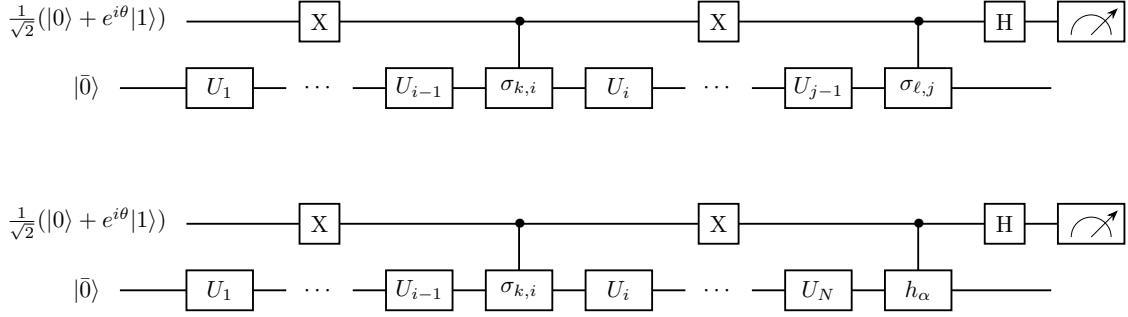 1/√2(|0⟩ + e^{iθ}|1⟩) X X H
|0̄⟩ U_1 ··· U_{i−1} σ_{k,i} U_i ··· U_{j−1} σ_{ℓ,j}
1/√2(|0⟩ + e^{iθ}|1⟩) X X H
|0̄⟩ U_1 ··· U_{i−1} σ_{k,i} U_i ··· U_N h_α